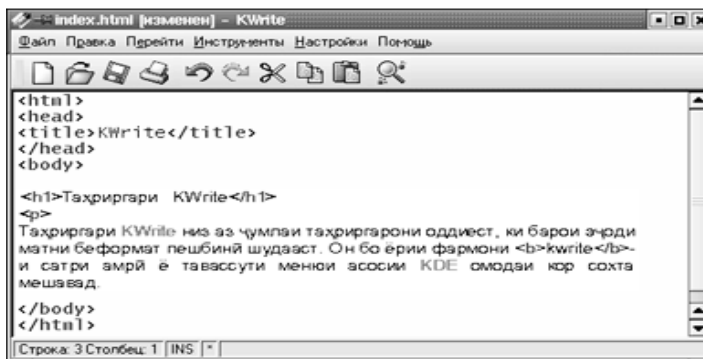 index.html [изменен] – KWrite
Файл Правка Перейти Инструменты Настройки Помощь
<html>
<head>
<title>KWrite</title>
</head>
<body>
<h1>Таҳриргари KWrite</h1>
<p>
Таҳриргари KWrite низ аз ҷумлаи таҳриргарони оддиест, ки барои эҷоди
матни беформат пешбинӣ шудааст. Он бо ёрии фармони <b>kwrite</b>-
и сатри амрӣ ё тавассути менюи асосии KDE омодаи кор сохта
мешавад.
</body>
</html>
Строка: 3 Столбец: 1 INS *